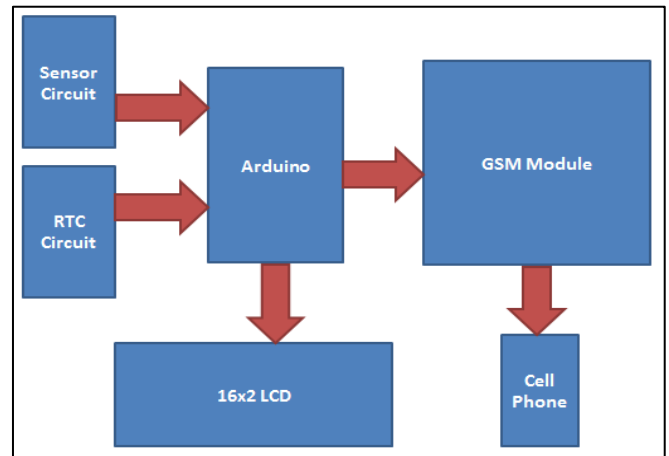 Sensor
Circuit
Arduino
GSM Module
RTC
Circuit
16x2 LCD
Cell
Phone